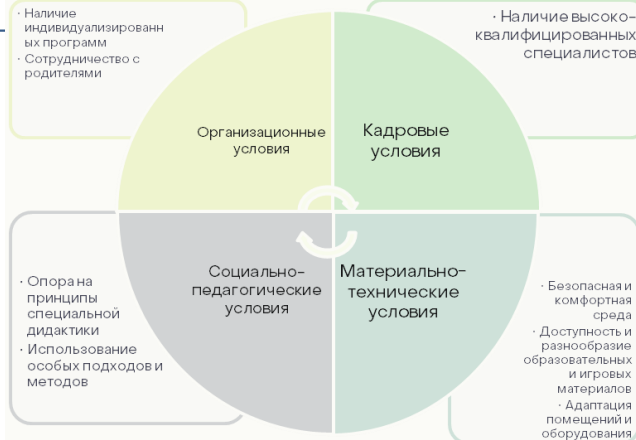 · Наличие
индивидуализированн
ых программ
· Сотрудничество с
родителями
· Наличие высоко-
квалифицированных
специалистов
Организационные
условия
Кадровые
условия
Социально-
педагогические
условия
Материально-
технические
условия
· Опора на
принципы
специальной
дидактики
· Использование
особых подходов и
методов
· Безопасная и
комфортная
среда
· Доступность и
разнообразие
образовательных
и игровых
материалов
· Адаптация
помещений и
оборудования